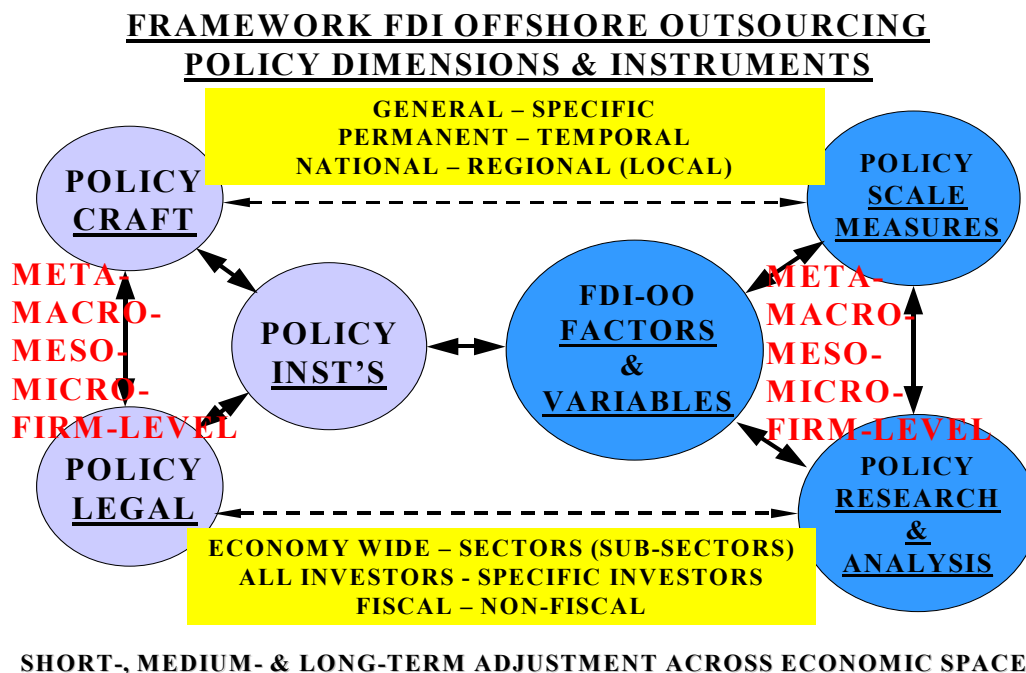 FRAMEWORK FDI OFFSHORE OUTSOURCING
POLICY DIMENSIONS & INSTRUMENTS
GENERAL – SPECIFIC
PERMANENT – TEMPORAL
NATIONAL – REGIONAL (LOCAL)
POLICY
CRAFT
POLICY
SCALE
MEASURES
META-
MACRO-
MESO-
MICRO-
FIRM-LEVEL
POLICY
INST’S
FDI-OO
FACTORS
&
VARIABLES
META-
MACRO-
MESO-
MICRO-
FIRM-LEVEL
POLICY
LEGAL
POLICY
RESEARCH
&
ANALYSIS
ECONOMY WIDE – SECTORS (SUB-SECTORS)
ALL INVESTORS - SPECIFIC INVESTORS
FISCAL – NON-FISCAL
SHORT-, MEDIUM- & LONG-TERM ADJUSTMENT ACROSS ECONOMIC SPACE